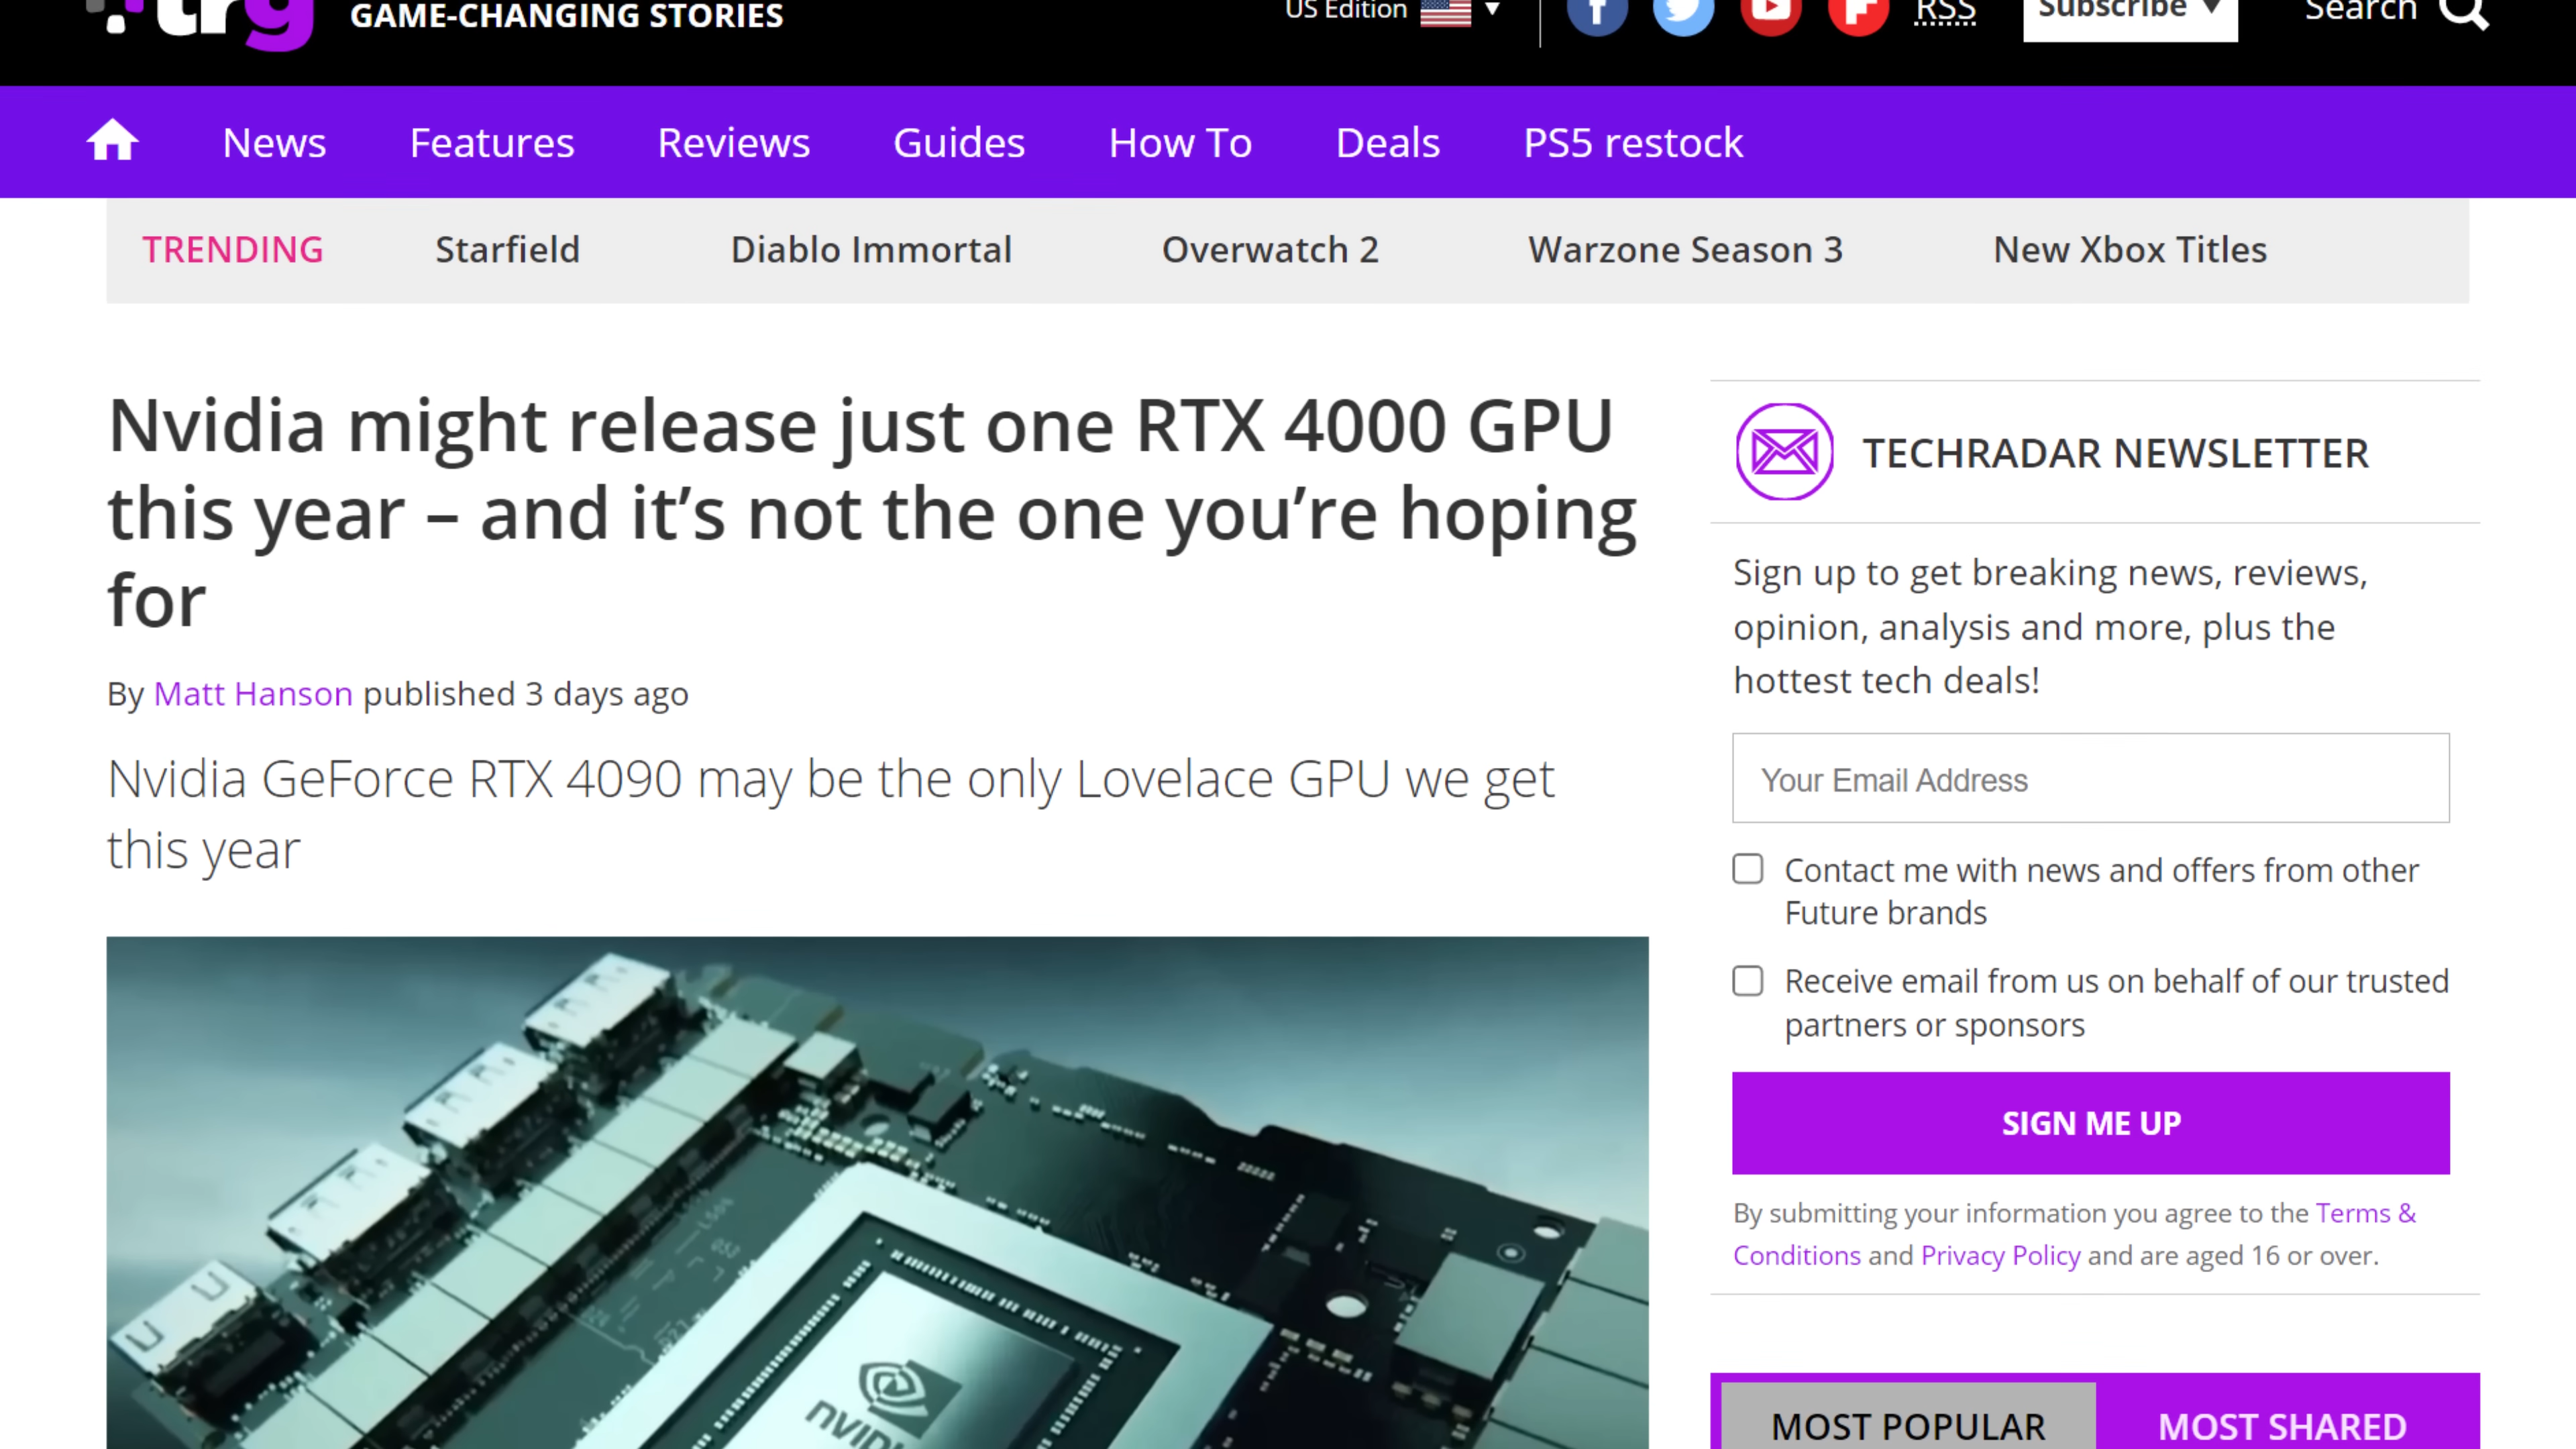 trg
GAME-CHANGING STORIES
US Edition
RSS
Subscribe
Search
News
Features
Reviews
Guides
How To
Deals
PS5 restock
TRENDING
Starfield
Diablo Immortal
Overwatch 2
Warzone Season 3
New Xbox Titles
Nvidia might release just one RTX 4000 GPU
this year – and it’s not the one you’re hoping
for
By Matt Hanson published 3 days ago
Nvidia GeForce RTX 4090 may be the only Lovelace GPU we get
this year
NVIDI
TECHRADAR NEWSLETTER
Sign up to get breaking news, reviews,
opinion, analysis and more, plus the
hottest tech deals!
Your Email Address
Contact me with news and offers from other
Future brands
Receive email from us on behalf of our trusted
partners or sponsors
SIGN ME UP
By submitting your information you agree to the Terms &
Conditions and Privacy Policy and are aged 16 or over.
MOST POPULAR
MOST SHARED